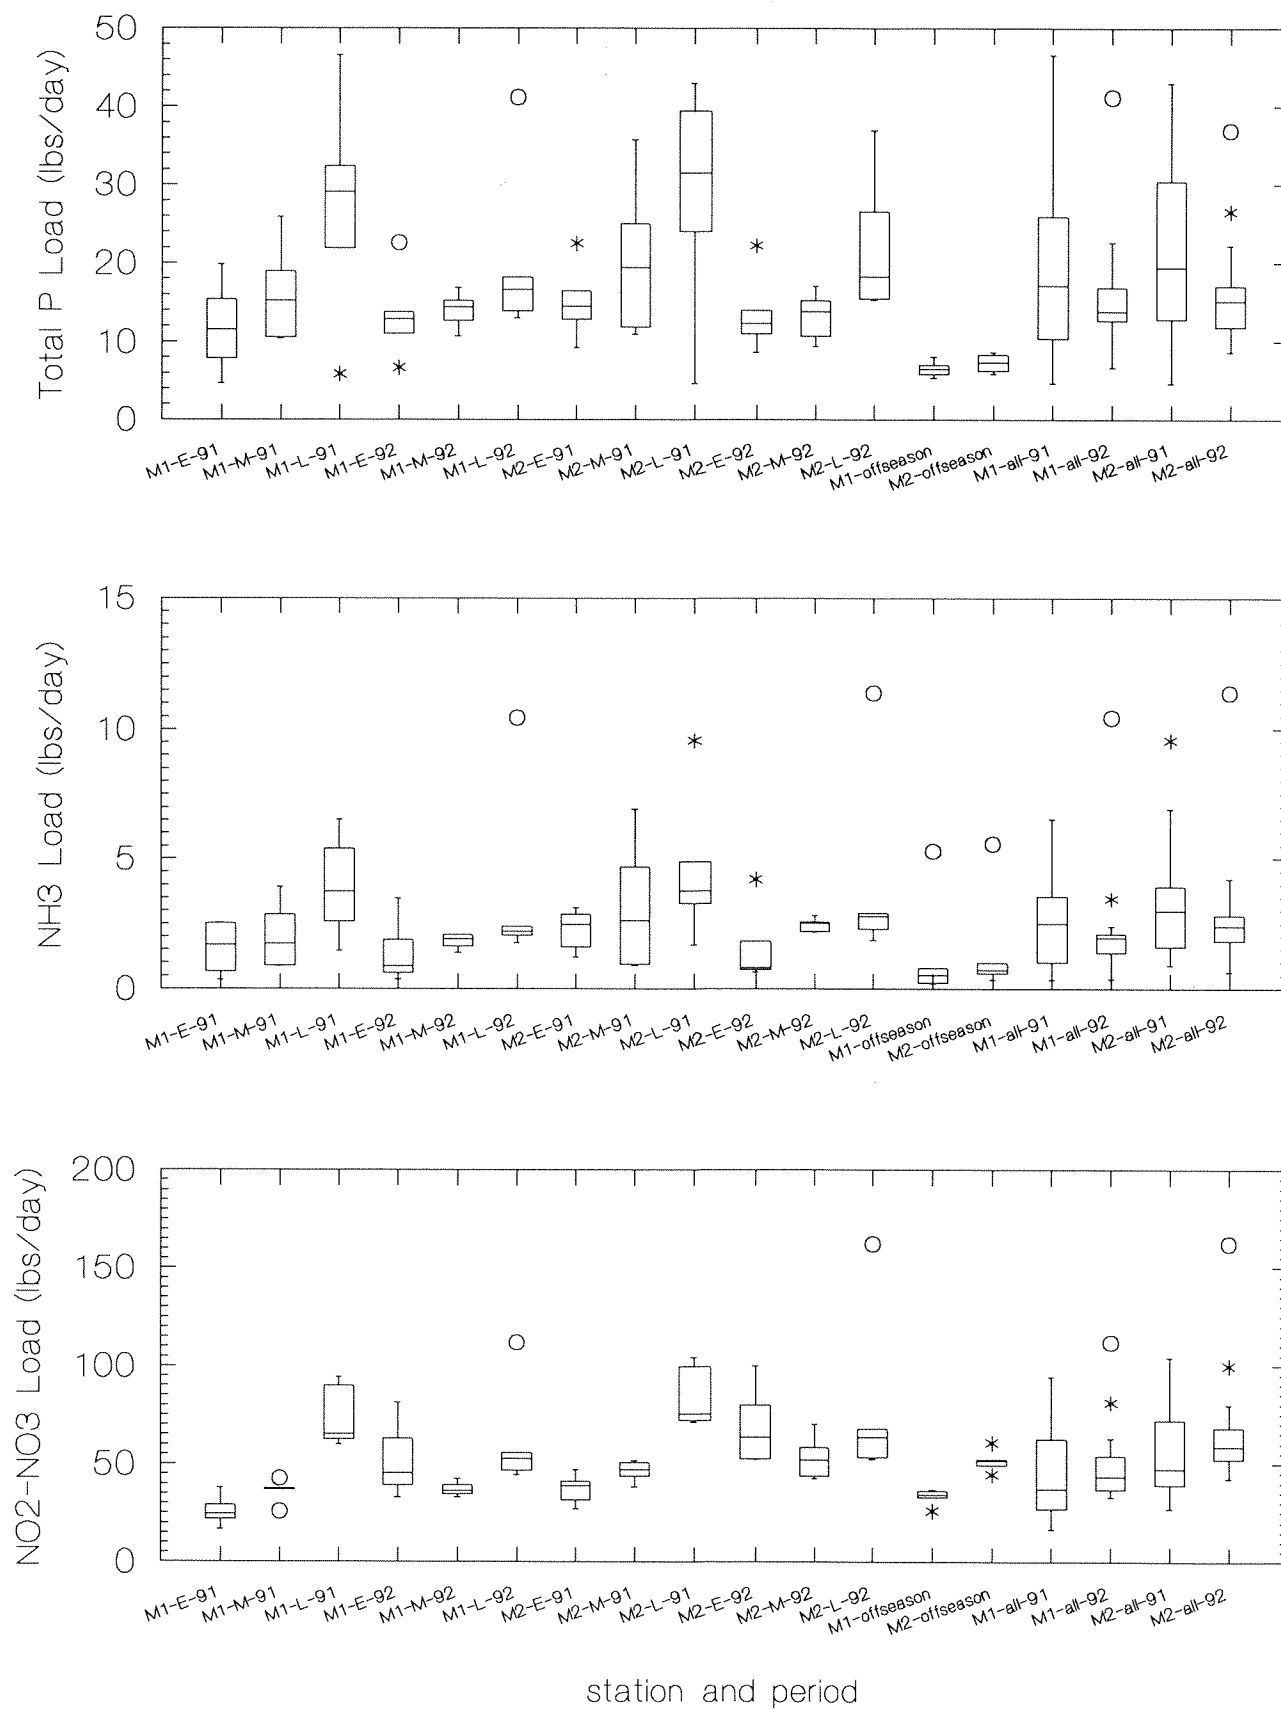 Total P Load (lbs/day)
50
40
30
20
10
0
M1-E-91
M1-M-91
M1-L-91
M1-E-92
M1-M-92
M1-L-92
M2-E-91
M2-M-91
M2-L-91
M2-E-92
M2-M-92
M2-L-92
M1-offseason
M2-offseason
M1-all-91
M1-all-92
M2-all-91
M2-all-92
NH3 Load (lbs/day)
15
10
5
0
M1-E-91
M1-M-91
M1-L-91
M1-E-92
M1-M-92
M1-L-92
M2-E-91
M2-M-91
M2-L-91
M2-E-92
M2-M-92
M2-L-92
M1-offseason
M2-offseason
M1-all-91
M1-all-92
M2-all-91
M2-all-92
NO2-NO3 Load (lbs/day)
200
150
100
50
0
M1-E-91
M1-M-91
M1-L-91
M1-E-92
M1-M-92
M1-L-92
M2-E-91
M2-M-91
M2-L-91
M2-E-92
M2-M-92
M2-L-92
M1-offseason
M2-offseason
M1-all-91
M1-all-92
M2-all-91
M2-all-92
station and period